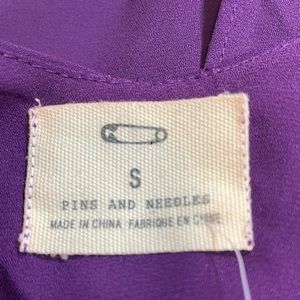 S
PINS AND NEEDLES
MADE IN CHINA FABRIQUE EN CHINE